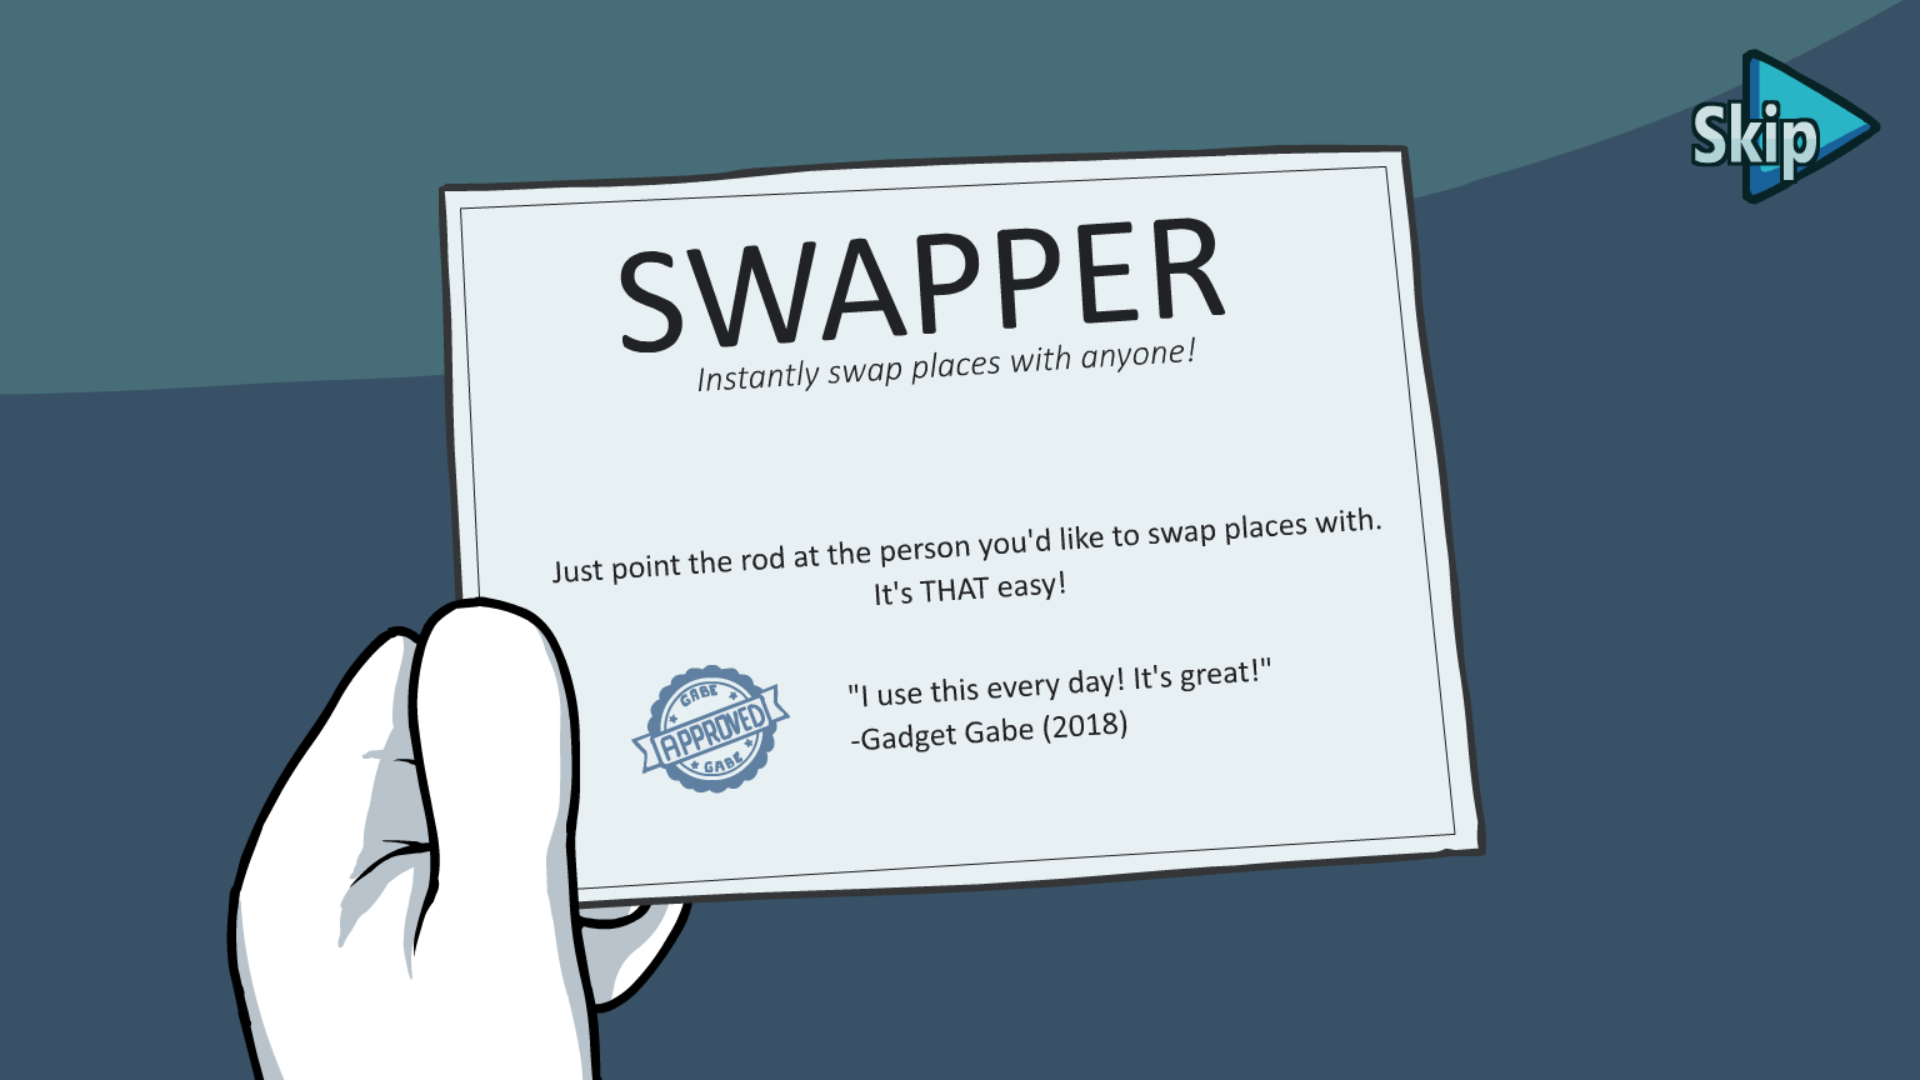 Skip
SWAPPER
Instantly swap places with anyone!
Just point the rod at the person you'd like to swap places with.
It's THAT easy!
GABE
APPROVED
GABE
"I use this every day! It's great!"
-Gadget Gabe (2018)